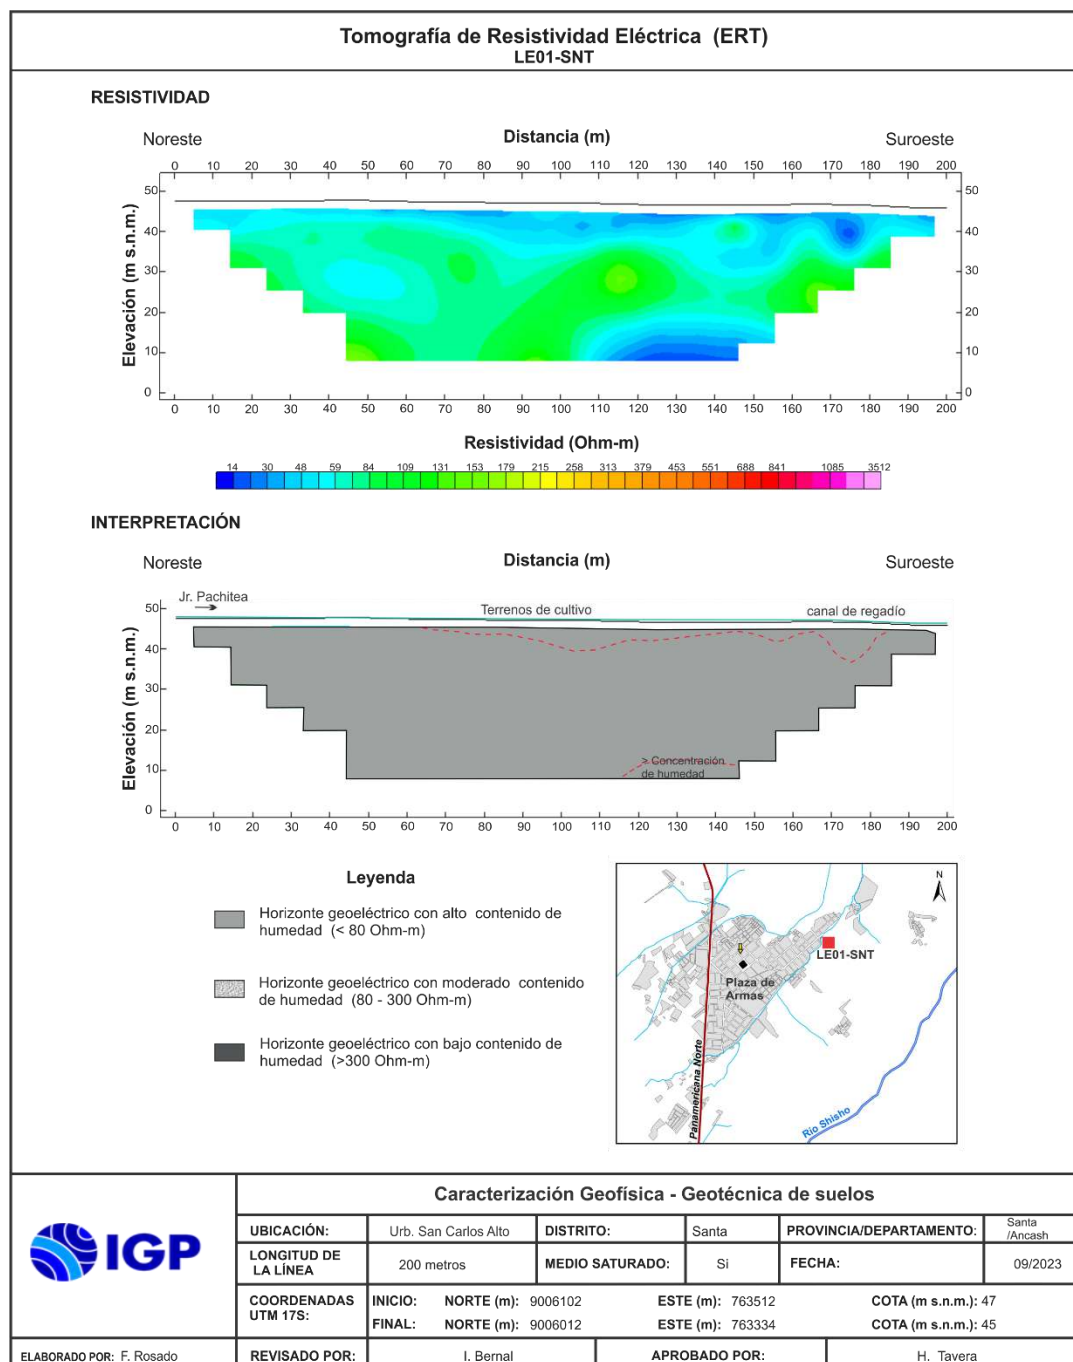 Tomografía de Resistividad Eléctrica (ERT)
LE01-SNT
RESISTIVIDAD
Noreste Distancia (m) Suroeste
0 10 20 30 40 50 60 70 80 90 100 110 120 130 140 150 160 170 180 190 200
Elevación (m s.n.m.)
50 50
40 40
30 30
20 20
10 10
0 0
0 10 20 30 40 50 60 70 80 90 100 110 120 130 140 150 160 170 180 190 200
Resistividad (Ohm-m)
14 30 48 59 84 109 131 153 179 215 258 313 379 453 551 688 841 1085 3512
INTERPRETACIÓN
Noreste Distancia (m) Suroeste
Jr. Pachitea
Terrenos de cultivo
canal de regadío
Elevación (m s.n.m.)
50
40
30
20
10
0
> Concentración
de humedad
0 10 20 30 40 50 60 70 80 90 100 110 120 130 140 150 160 170 180 190 200
Leyenda
Horizonte geoeléctrico con alto contenido de
humedad (< 80 Ohm-m)
Horizonte geoeléctrico con moderado contenido
de humedad (80 - 300 Ohm-m)
Horizonte geoeléctrico con bajo contenido de
humedad (>300 Ohm-m)
N
LE01-SNT
Plaza de
Armas
Panamericana Norte
Rio Shisho
IGP
Caracterización Geofísica - Geotécnica de suelos
UBICACIÓN: Urb. San Carlos Alto DISTRITO: Santa PROVINCIA/DEPARTAMENTO: Santa
/Ancash
LONGITUD DE
LA LÍNEA 200 metros MEDIO SATURADO: Si FECHA: 09/2023
COORDENADAS
UTM 17S:
INICIO: NORTE (m): 9006102 ESTE (m): 763512 COTA (m s.n.m.): 47
FINAL: NORTE (m): 9006012 ESTE (m): 763334 COTA (m s.n.m.): 45
ELABORADO POR: F. Rosado REVISADO POR: I. Bernal APROBADO POR: H. Tavera